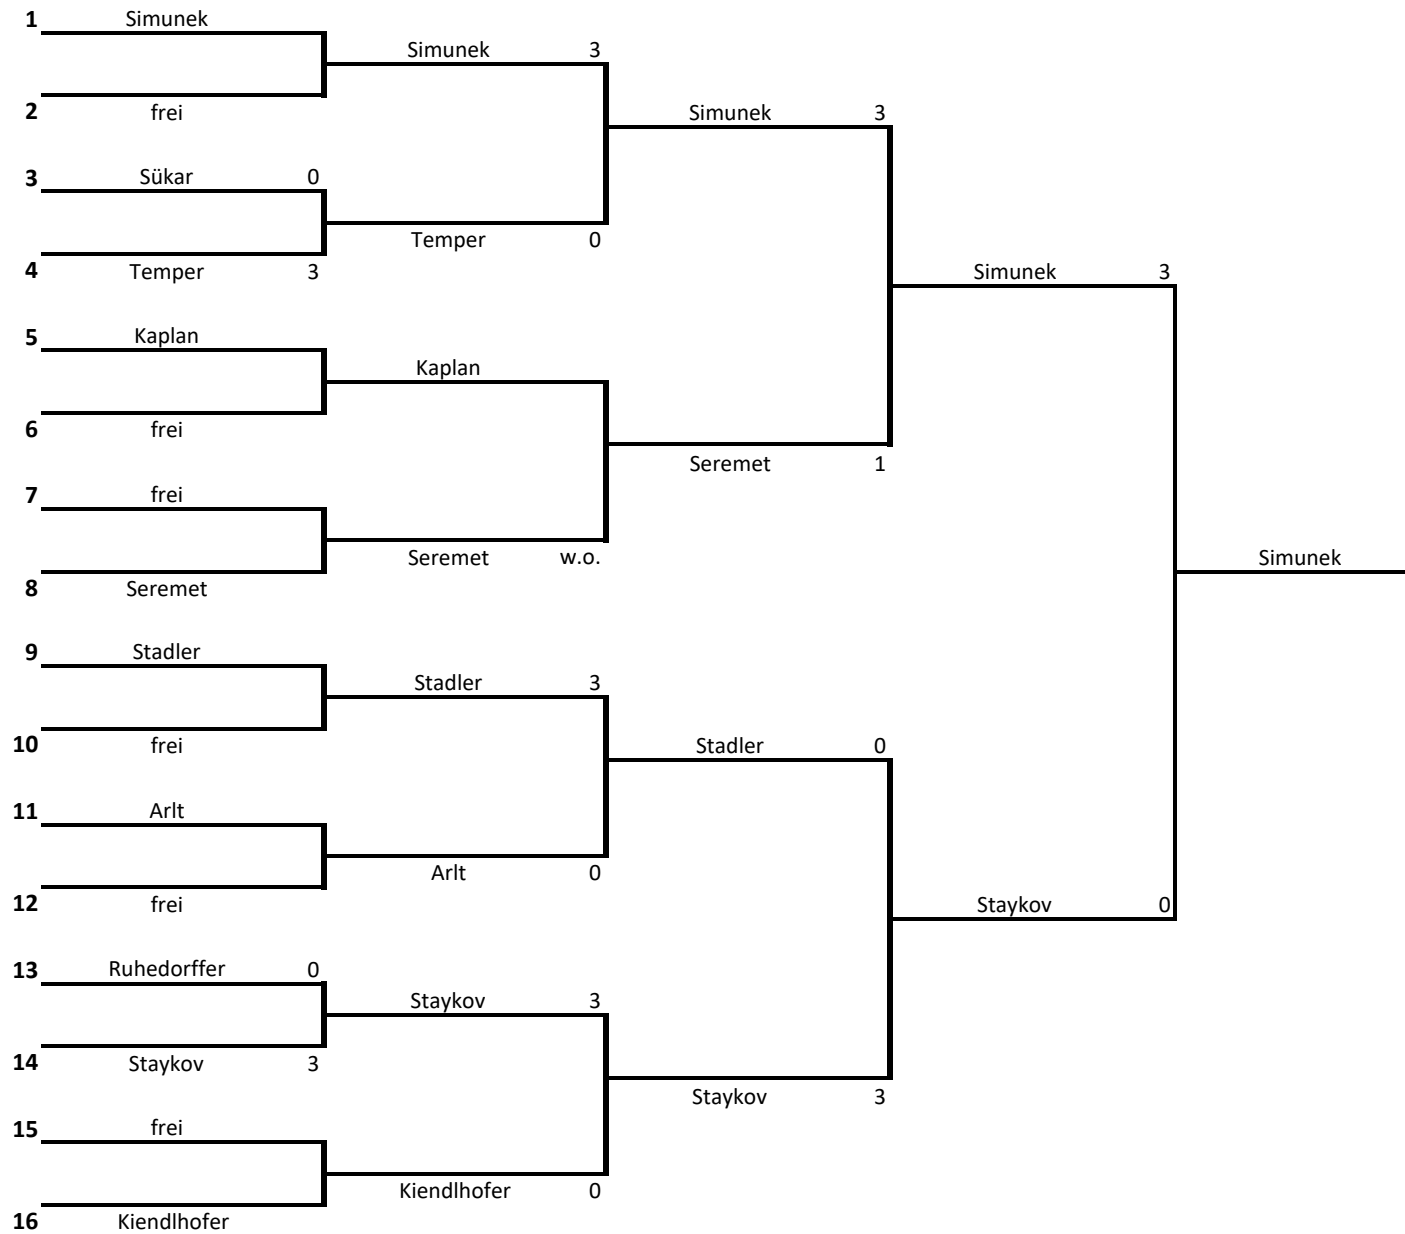 1 Simunek
Simunek 3
2 frei
Simunek 3
3 Sükar 0
Temper 0
4 Temper 3
Simunek 3
5 Kaplan
Kaplan
6 frei
Seremet 1
7 frei
Seremet w.o.
Simunek
8 Seremet
9 Stadler
Stadler 3
10 frei
Stadler 0
11 Arlt
Arlt 0
12 frei
Staykov 0
13 Ruhedorffer 0
Staykov 3
14 Staykov 3
Staykov 3
15 frei
Kiendlhofer 0
16 Kiendlhofer